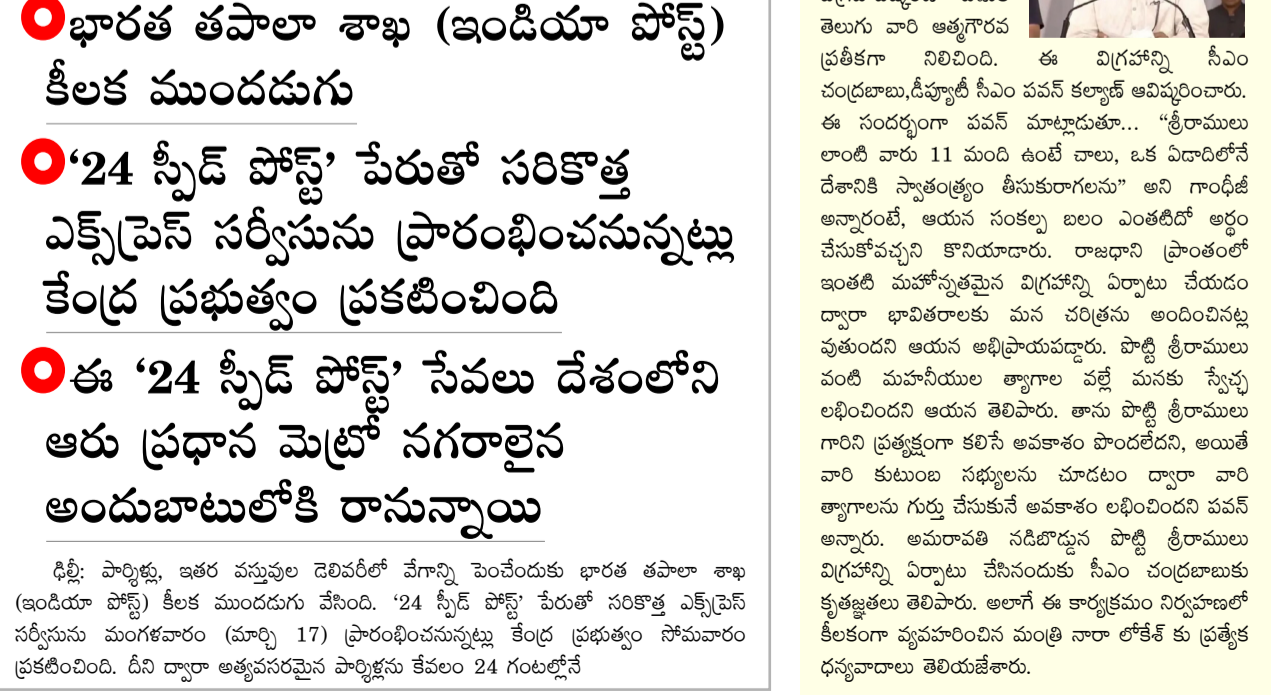 భారత తపాలా శాఖ (ఇండియా పోస్ట్)
కీలక ముందడుగు
‘24 స్పీడ్ పోస్ట్’ పేరుతో సరికొత్త
ఎక్స్‌ప్రెస్ సర్వీసును ప్రారంభించనున్నట్లు
కేంద్ర ప్రభుత్వం ప్రకటించింది
ఈ ‘24 స్పీడ్ పోస్ట్’ సేవలు దేశంలోని
ఆరు ప్రధాన మెట్రో నగరాలైన
అందుబాటులోకి రానున్నాయి
ఢిల్లీ: పార్శిళ్లు, ఇతర వస్తువుల డెలివరీలో వేగాన్ని పెంచేందుకు భారత తపాలా శాఖ
(ఇండియా పోస్ట్) కీలక ముందడుగు వేసింది. ‘24 స్పీడ్ పోస్ట్’ పేరుతో సరికొత్త ఎక్స్‌ప్రెస్
సర్వీసును మంగళవారం (మార్చి 17) ప్రారంభించనున్నట్లు కేంద్ర ప్రభుత్వం సోమవారం
ప్రకటించింది. దీని ద్వారా అత్యవసరమైన పార్శిళ్లను కేవలం 24 గంటల్లోనే
తెలుగు వారి ఆత్మగౌరవ
ప్రతీకగా నిలిచింది. ఈ విగ్రహాన్ని సీఎం
చంద్రబాబు,డీప్యూటీ సీఎం పవన్ కల్యాణ్ ఆవిష్కరించారు.
ఈ సందర్భంగా పవన్ మాట్లాడుతూ... “శ్రీరాములు
లాంటి వారు 11 మంది ఉంటే చాలు, ఒక ఏడాదిలోనే
దేశానికి స్వాతంత్ర్యం తీసుకురాగలను” అని గాంధీజీ
అన్నారంటే, ఆయన సంకల్ప బలం ఎంతటిదో అర్థం
చేసుకోవచ్చని కొనియాడారు. రాజధాని ప్రాంతంలో
ఇంతటి మహోన్నతమైన విగ్రహాన్ని ఏర్పాటు చేయడం
ద్వారా భావితరాలకు మన చరిత్రను అందించినట్ల
వుతుందని ఆయన అభిప్రాయపడ్డారు. పొట్టి శ్రీరాములు
వంటి మహనీయుల త్యాగాల వల్లే మనకు స్వేచ్ఛ
లభించిందని ఆయన తెలిపారు. తాను పొట్టి శ్రీరాములు
గారిని ప్రత్యక్షంగా కలిసే అవకాశం పొందలేదని, అయితే
వారి కుటుంబ సభ్యులను చూడటం ద్వారా వారి
త్యాగాలను గుర్తు చేసుకునే అవకాశం లభించిందని పవన్
అన్నారు. అమరావతి నడిబొడ్డున పొట్టి శ్రీరాములు
విగ్రహాన్ని ఏర్పాటు చేసినందుకు సీఎం చంద్రబాబుకు
కృతజ్ఞతలు తెలిపారు. అలాగే ఈ కార్యక్రమం నిర్వహణలో
కీలకంగా వ్యవహరించిన మంత్రి నారా లోకేశ్ కు ప్రత్యేక
ధన్యవాదాలు తెలియజేశారు.